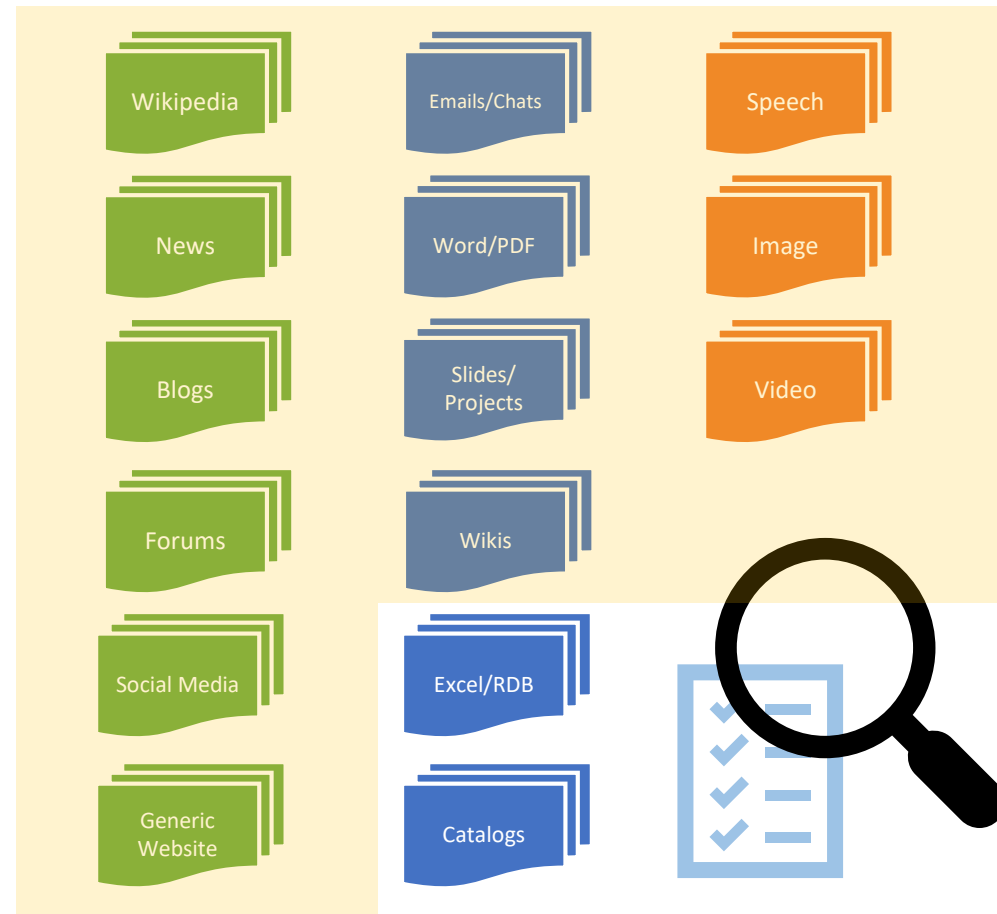 Wikipedia
Emails/Chats
Speech
News
Word/PDF
Image
Blogs
Slides/
Projects
Video
Forums
Wikis
Social Media
Excel/RDB
Generic
Website
Catalogs